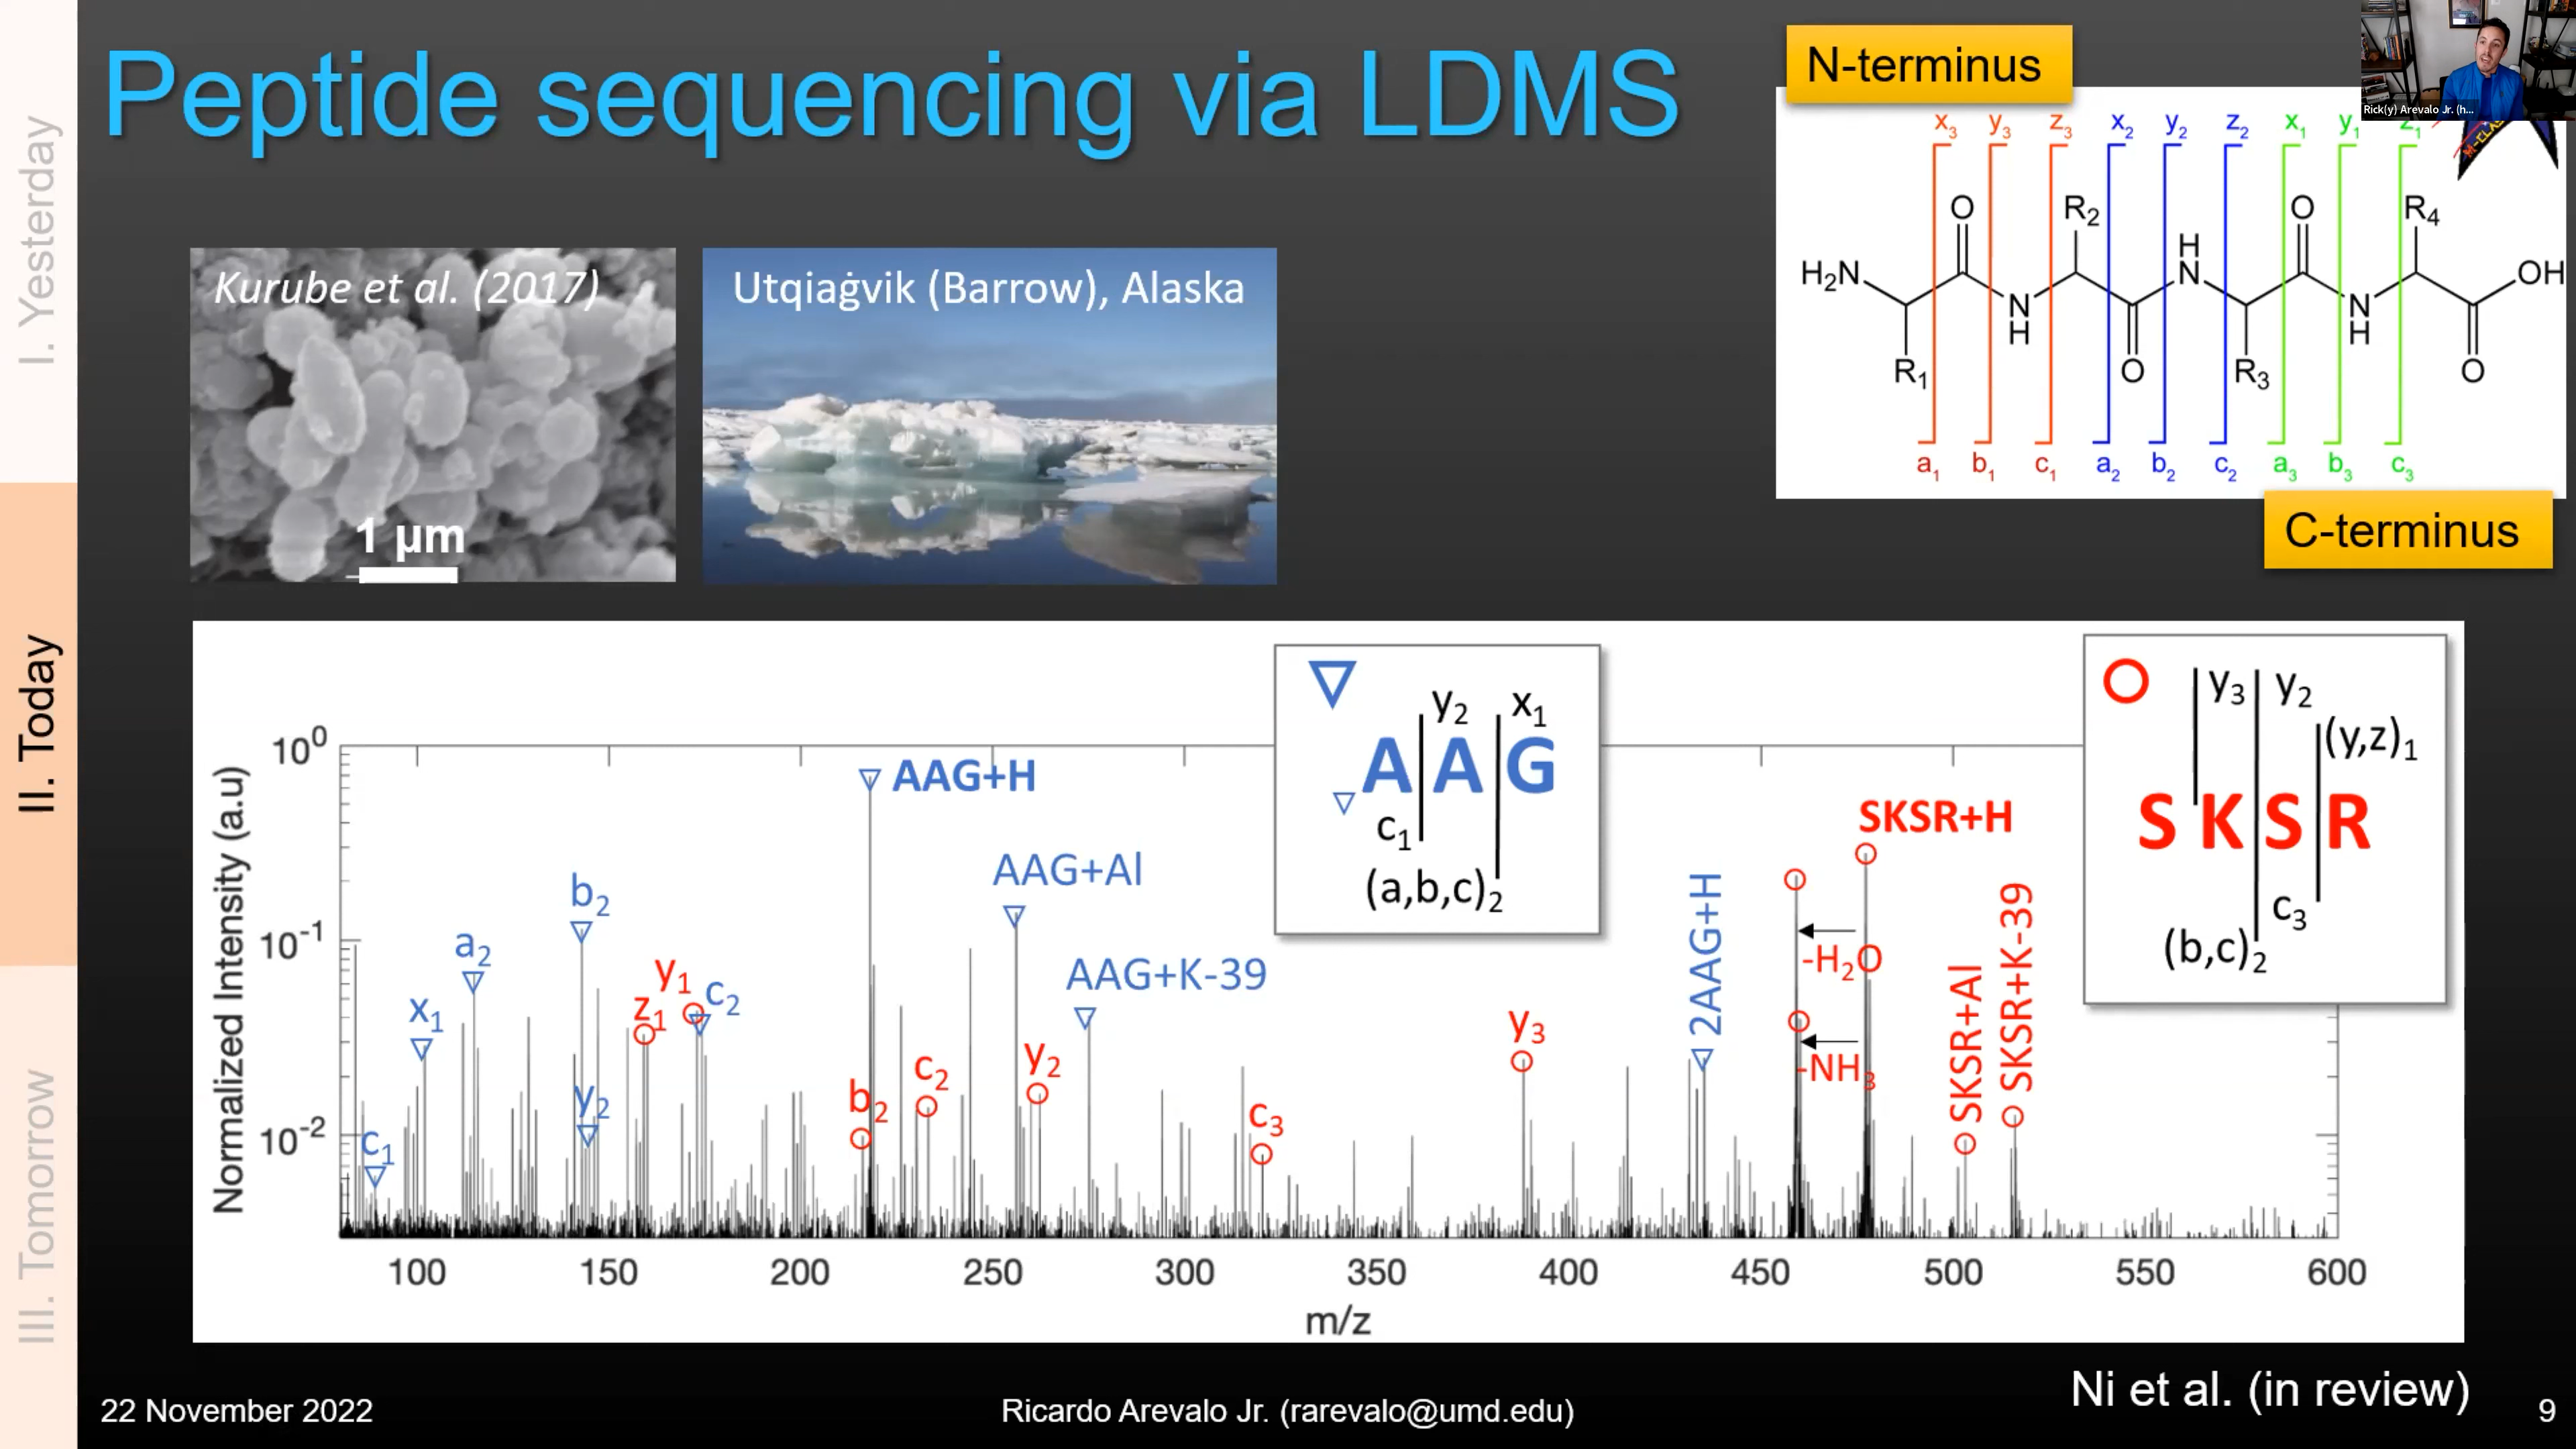 Peptide sequencing via LDMS
I. Yesterday
II. Today
III. Tomorrow
Rick(y) Arevalo Jr. (h...
N-terminus
x3 y3 z3 x2 y2 z2 x1 y1 z1
O R2 H O R4
H2N N OH
N H N H
R1 O R3 O
a1 b1 c1 a2 b2 c2 a3 b3 c3
C-terminus
Kurube et al. (2017)
1 µm
Utqiaġvik (Barrow), Alaska
Normalized Intensity (a.u)
10^0
10^-1
10^-2
c1
x1
a2
b2
y2
z1
y1
c2
AAG+H
b2
c2
AAG+Al
y2
AAG+K-39
c3
y3
2AAG+H
SKSR+H
-H2O
-NH3
SKSR+Al
SKSR+K-39
y2 x1
AAG
c1
(a,b,c)2
y3 y2
(y,z)1
SKSR
c3
(b,c)2
100 150 200 250 300 350 400 450 500 550 600
m/z
Ni et al. (in review)
22 November 2022
Ricardo Arevalo Jr. (rarevalo@umd.edu)
9